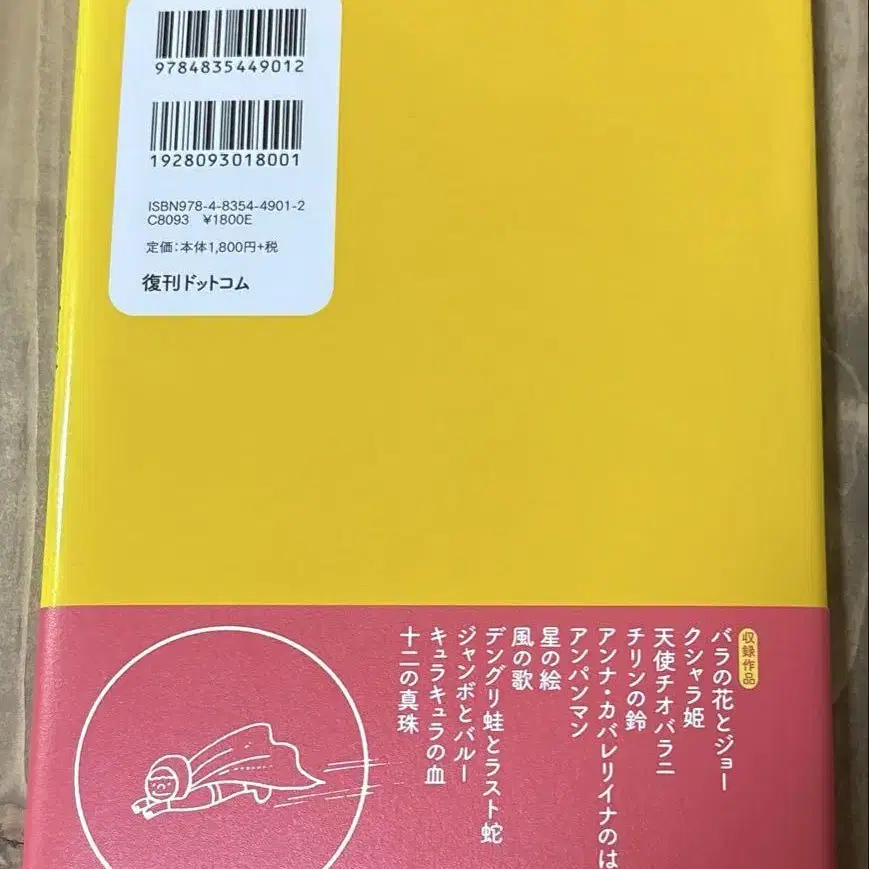 9784835449012
1928093018001
ISBN978-4-8354-4901-2
C8093 ¥1800E
定価:本体1,800円+税
復刊ドットコム
収録作品
バラの花とジョー
クシャラ姫
天使チオバラニ
チリンの鈴
アンナ・カバレリイナのは
アンパンマン
星の絵
風の歌
デングリ蛙とラスト蛇
ジャンボとバルー
キュラキュラの血
十二の真珠